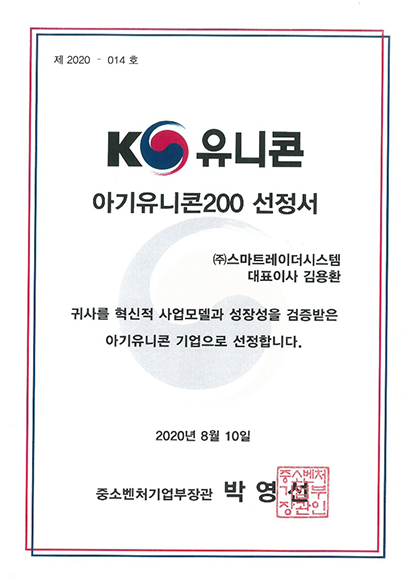 제 2020 - 014 호
K 유니콘
아기유니콘200 선정서
㈜스마트레이더시스템
대표이사 김용환
귀사를 혁신적 사업모델과 성장성을 검증받은
아기유니콘 기업으로 선정합니다.
2020년 8월 10일
중소벤처기업부장관 박영선
중소벤처
기업부
장관인